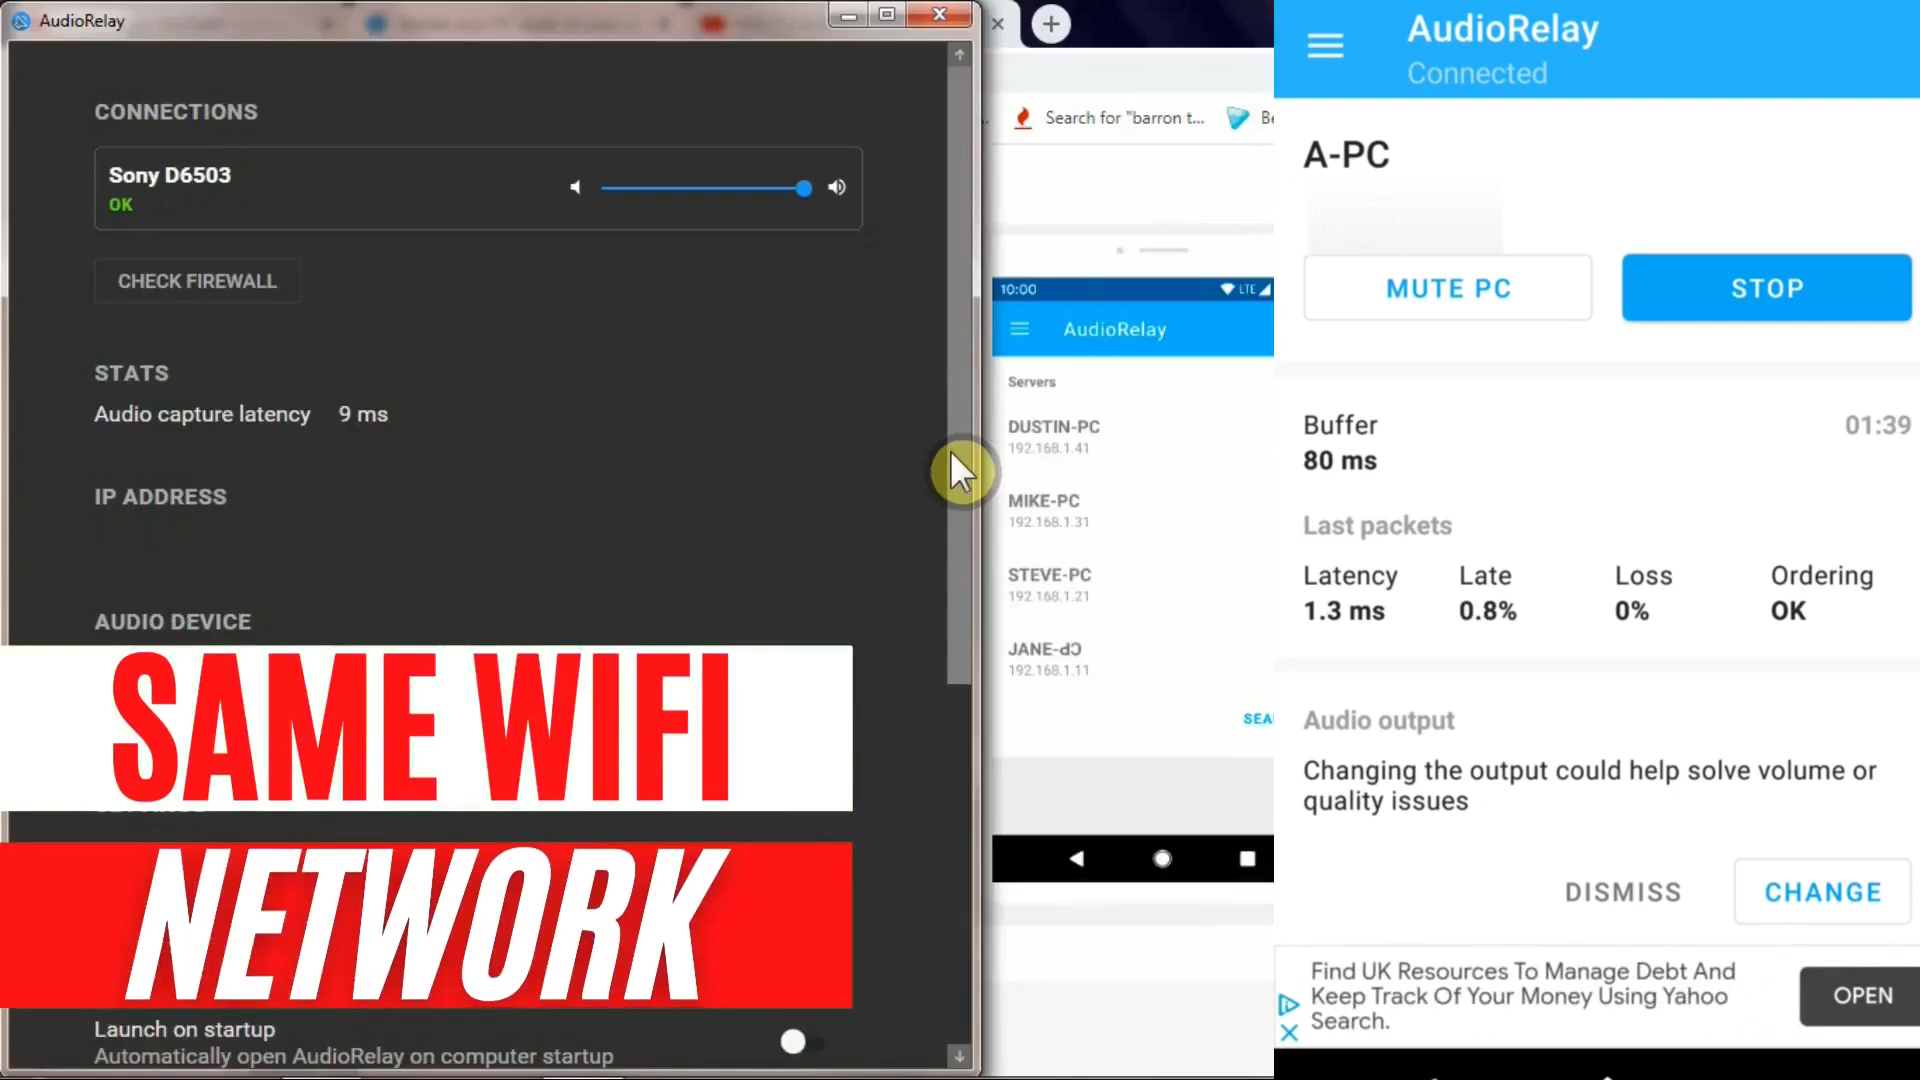 AudioRelay
CONNECTIONS
Sony D6503
OK
CHECK FIREWALL
STATS
Audio capture latency 9 ms
IP ADDRESS
AUDIO DEVICE
SAME WIFI
NETWORK
Launch on startup
Automatically open AudioRelay on computer startup
Search for "barron t...
Be
10:00
LTE
AudioRelay
Servers
DUSTIN-PC
192.168.1.41
MIKE-PC
192.168.1.31
STEVE-PC
192.168.1.21
JANE-
192.168.1.11
SEA
AudioRelay
Connected
A-PC
MUTE PC
STOP
Buffer
01:39
80 ms
Last packets
Latency Late Loss Ordering
1.3 ms 0.8% 0% OK
Audio output
Changing the output could help solve volume or
quality issues
DISMISS
CHANGE
Find UK Resources To Manage Debt And
Keep Track Of Your Money Using Yahoo
Search.
OPEN